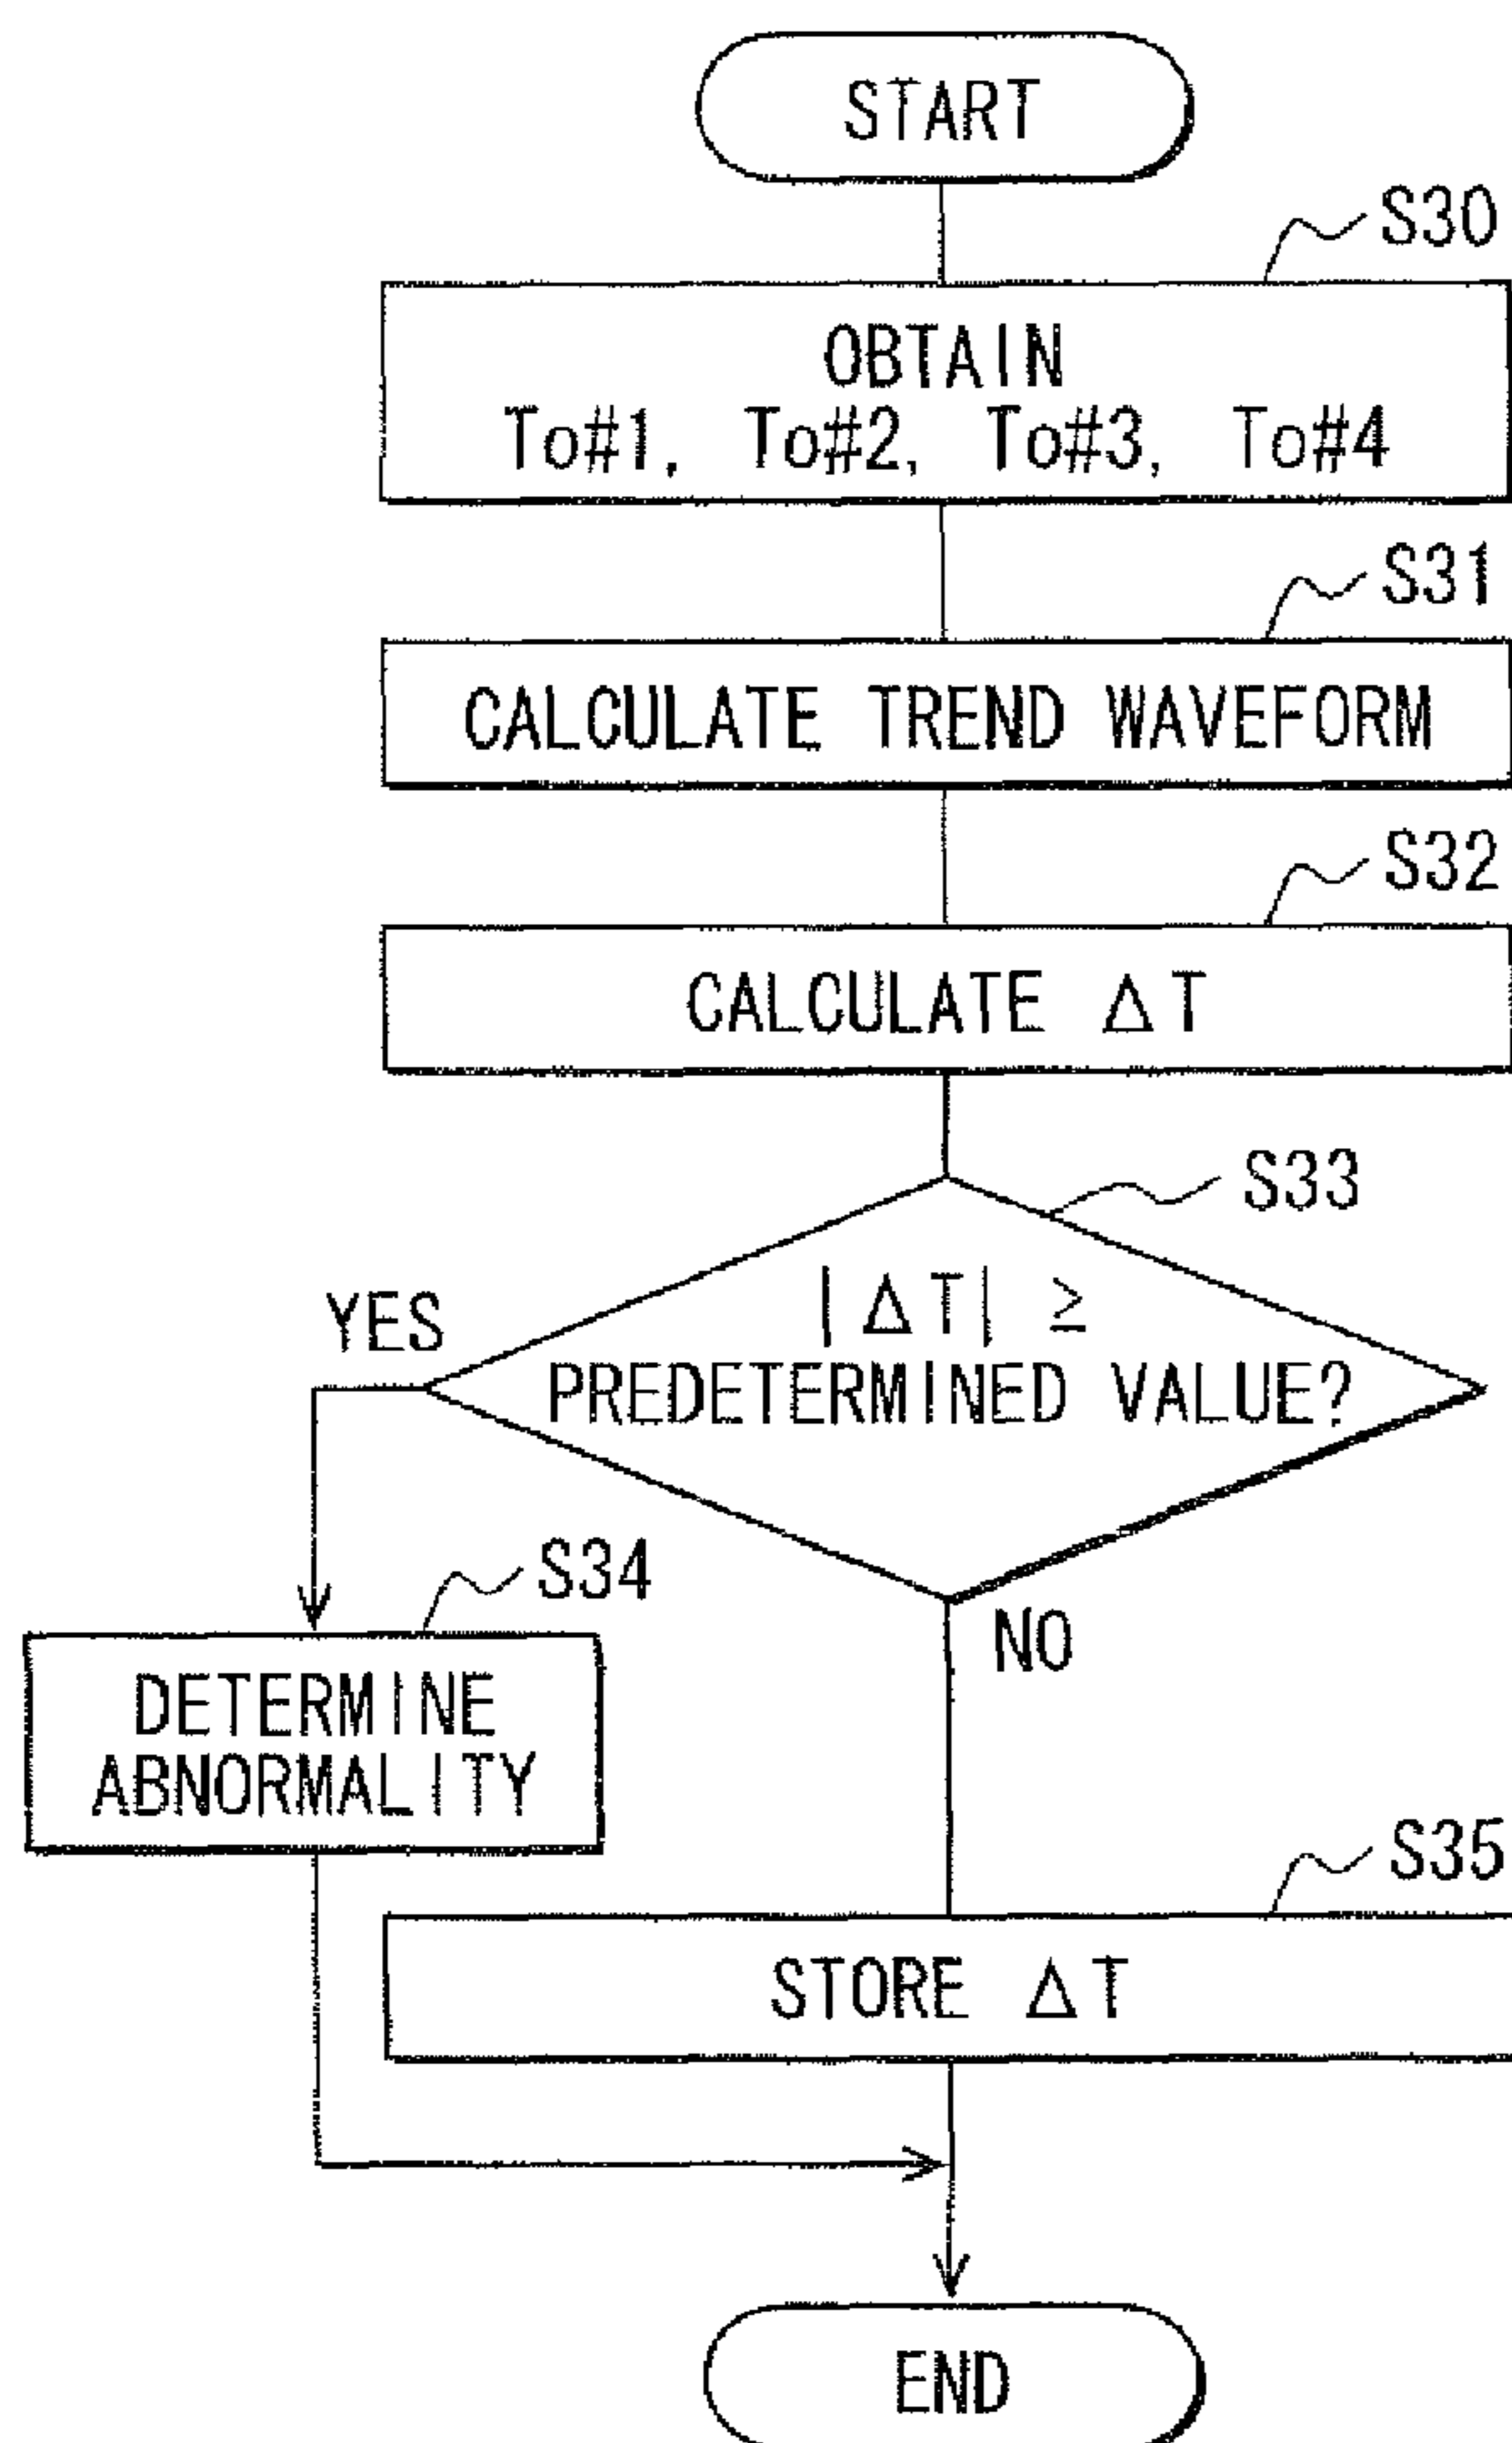 START
S30
OBTAIN
To#1, To#2, To#3, To#4
S31
CALCULATE TREND WAVEFORM
S32
CALCULATE ΔT
S33
|ΔT| ≥
PREDETERMINED VALUE?
YES
NO
S34
DETERMINE
ABNORMALITY
S35
STORE ΔT
END